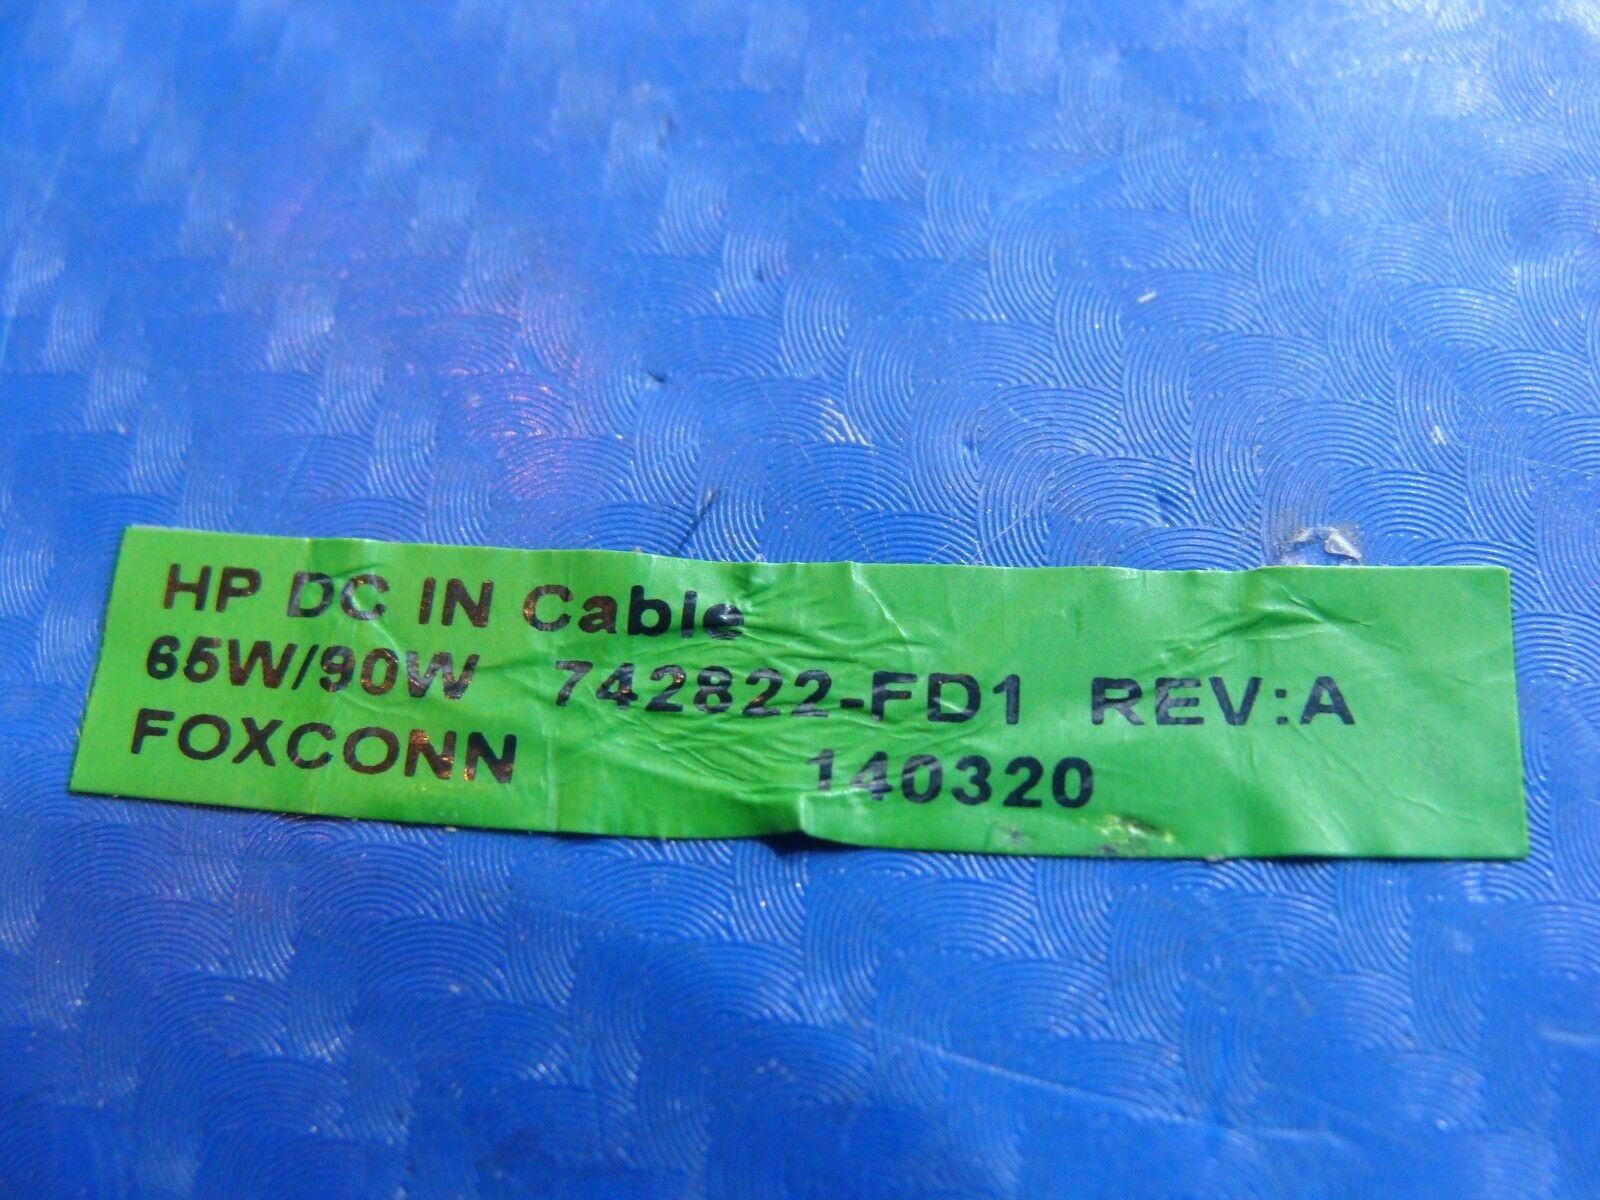 HP DC IN Cable
65W/90W 742822-FD1 REV:A
FOXCONN 140320